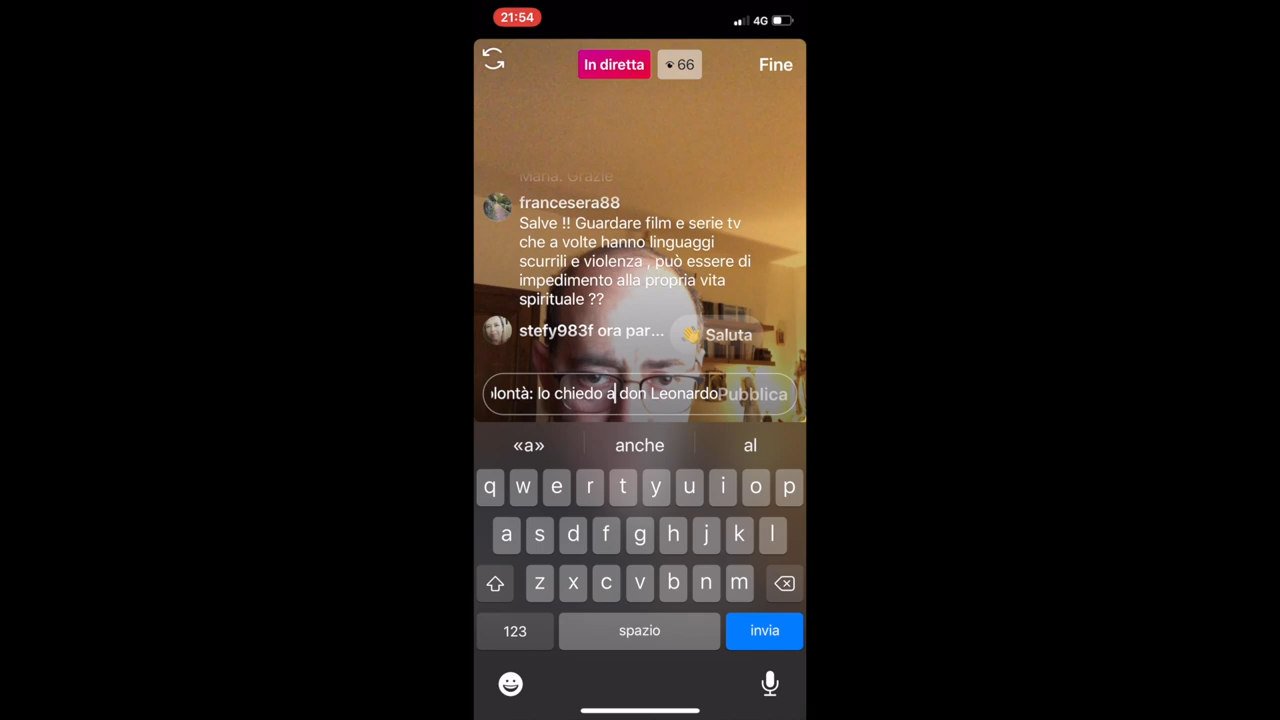 21:54
4G
In diretta
66
Fine
Maria. Grazie
francesera88
Salve !! Guardare film e serie tv
che a volte hanno linguaggi
scurrili e violenza , può essere di
impedimento alla propria vita
spirituale ??
stefy983f ora par...
👋 Saluta
lontà: lo chiedo a don Leonardo
Pubblica
«a» anche al
q w e r t y u i o p
a s d f g h j k l
z x c v b n m
123 spazio invia